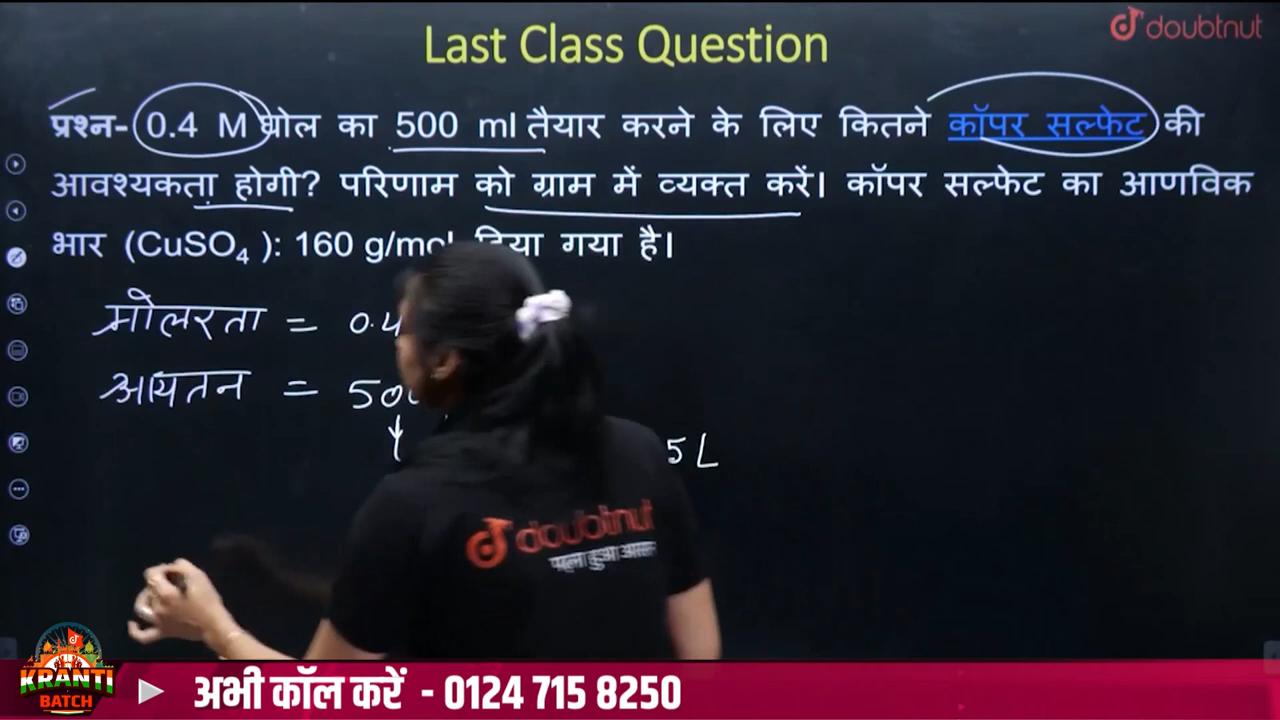 Last Class Question
doubtnut
प्रश्न- 0.4 M घोल का 500 ml तैयार करने के लिए कितने कॉपर सल्फेट की
आवश्यकता होगी? परिणाम को ग्राम में व्यक्त करें। कॉपर सल्फेट का आणविक
भार (CuSO₄ ): 160 g/mol दिया गया है।
मोलरता = 0.4
आयतन = 500
5 L
doubtnut
KRANTI
BATCH
अभी कॉल करें - 0124 715 8250